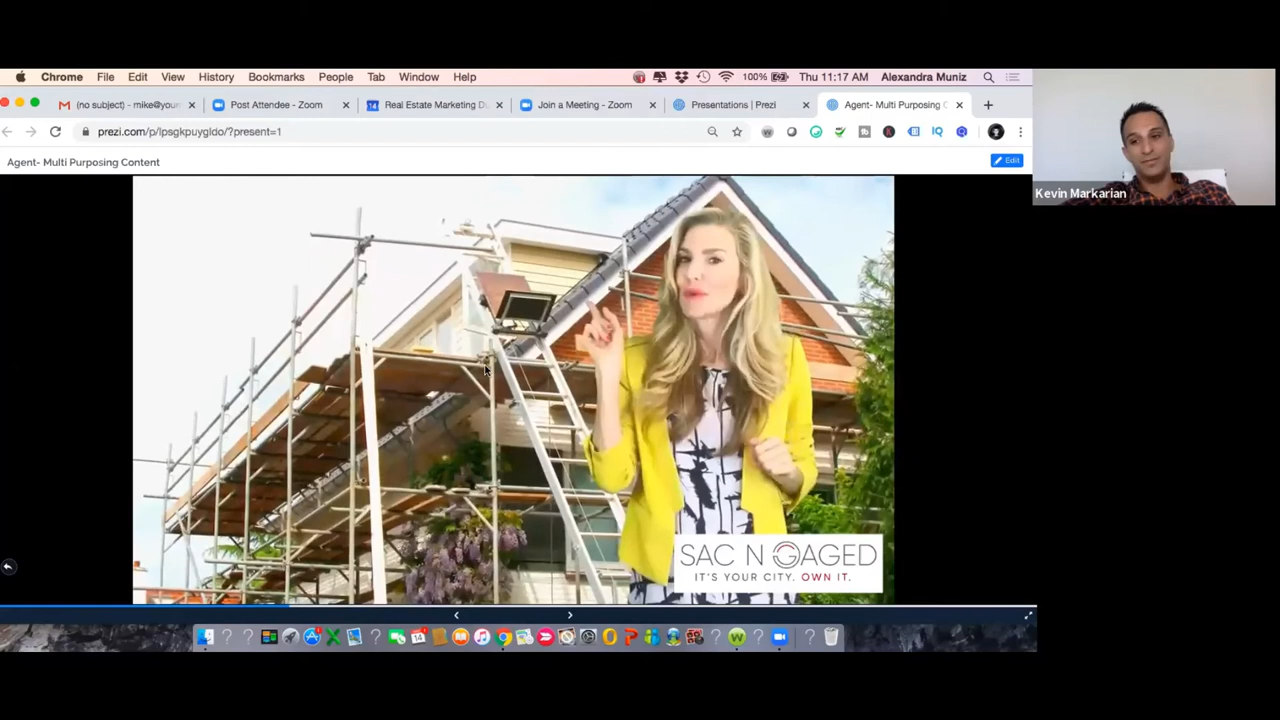 Chrome File Edit View History Bookmarks People Tab Window Help 100% Thu 11:17 AM Alexandra Muniz
(no subject) - mike@your Post Attendee - Zoom Real Estate Marketing D Join a Meeting - Zoom Presentations | Prezi Agent- Multi Purposing C
prezi.com/p/lpsgkpuygldo/?present=1
Agent- Multi Purposing Content Edit
Kevin Markarian
SAC N GAGED
IT'S YOUR CITY. OWN IT.